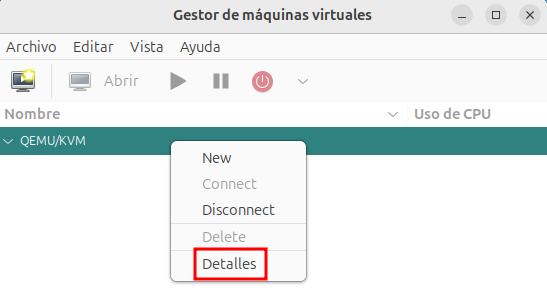 Gestor de máquinas virtuales
Archivo Editar Vista Ayuda
Abrir
Nombre Uso de CPU
QEMU/KVM
New
Connect
Disconnect
Delete
Detalles